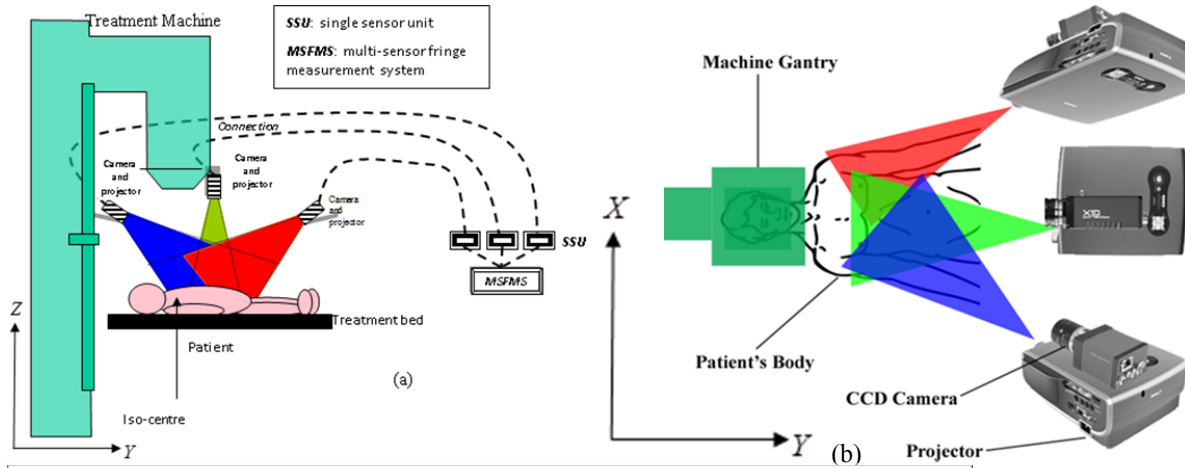 Treatment Machine
SSU: single sensor unit
MSFMS: multi-sensor fringe
measurement system
Connection
Camera
and
projector
Camera
and
projector
Camera
and
projector
SSU
MSFMS
Treatment bed
Patient
Iso-centre
Z
Y
(a)
Machine Gantry
X
Patient's Body
CCD Camera
Projector
Y
(b)